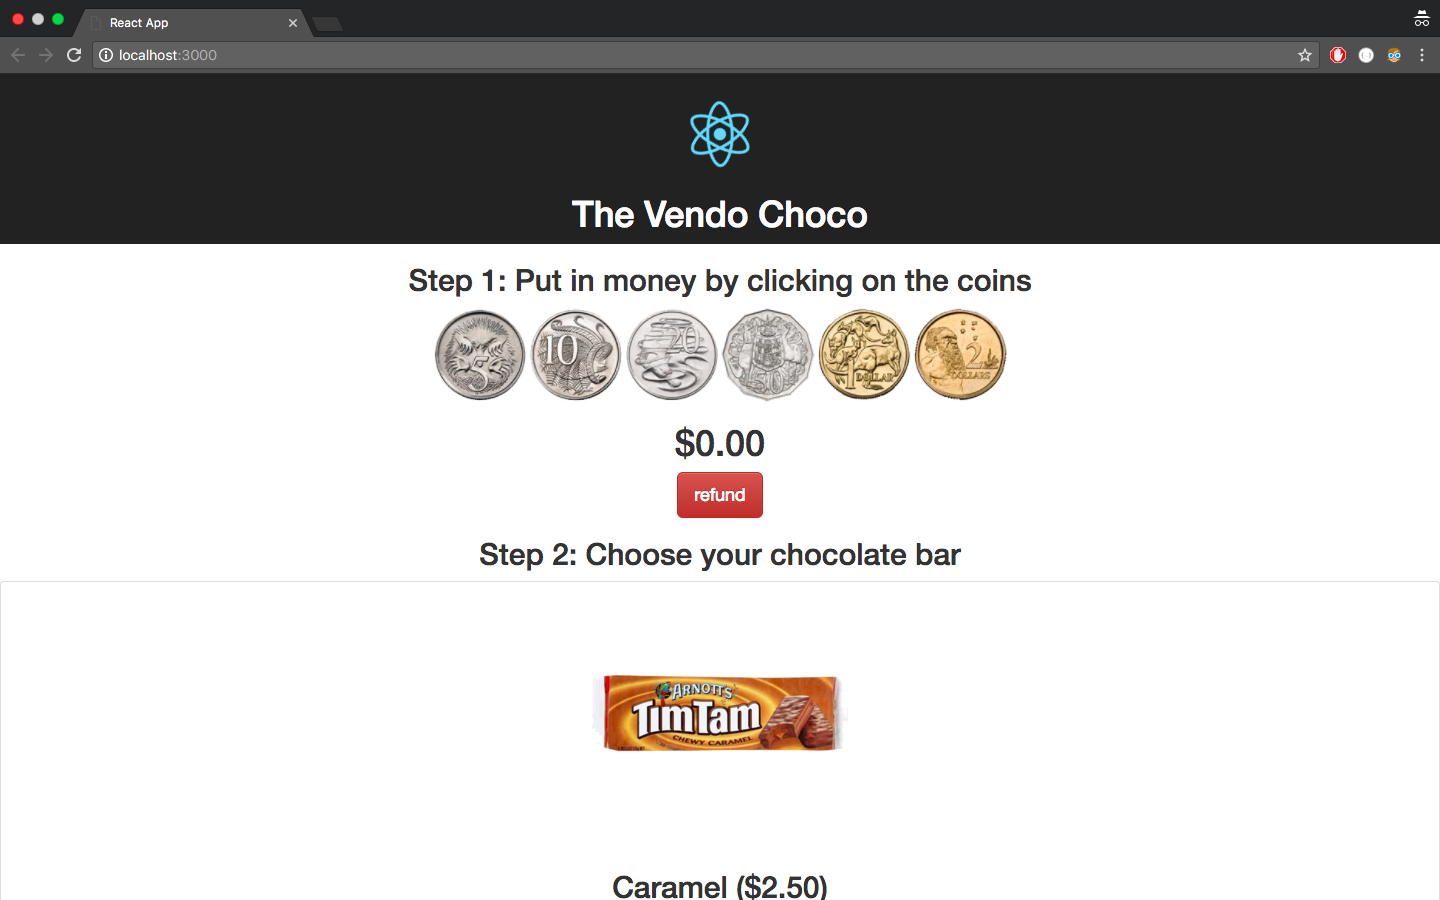 React App
localhost:3000
The Vendo Choco
Step 1: Put in money by clicking on the coins
5
10
20
50
1
DOLLAR
2
DOLLARS
$0.00
refund
Step 2: Choose your chocolate bar
ARNOTT'S
Tim Tam
CHEWY CARAMEL
Caramel ($2.50)